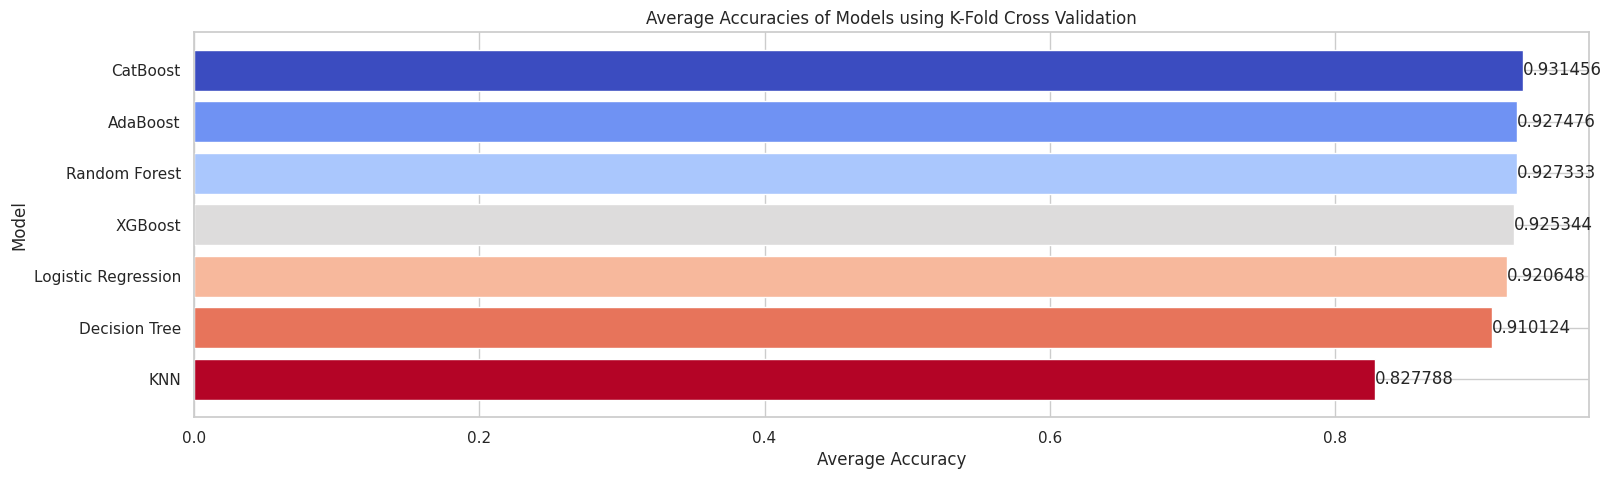 Average Accuracies of Models using K-Fold Cross Validation
CatBoost
0.931456
AdaBoost
0.927476
Random Forest
0.927333
XGBoost
0.925344
Logistic Regression
0.920648
Decision Tree
0.910124
KNN
0.827788
Model
0.0 0.2 0.4 0.6 0.8
Average Accuracy